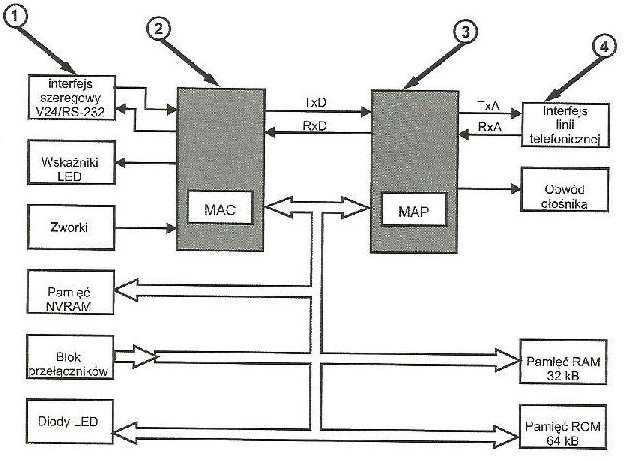 1
2
3
4
interfejs
szeregowy
V24/RS-232
TxD
TxA
Interfejs
linii
telefonicznej
RxD
RxA
Wskaźniki
LED
MAC
MAP
Obwód
głośnika
Zworki
Pamięć
NVRAM
Blok
przełączników
Pamięć RAM
32 kB
Diody LED
Pamięć ROM
64 kB